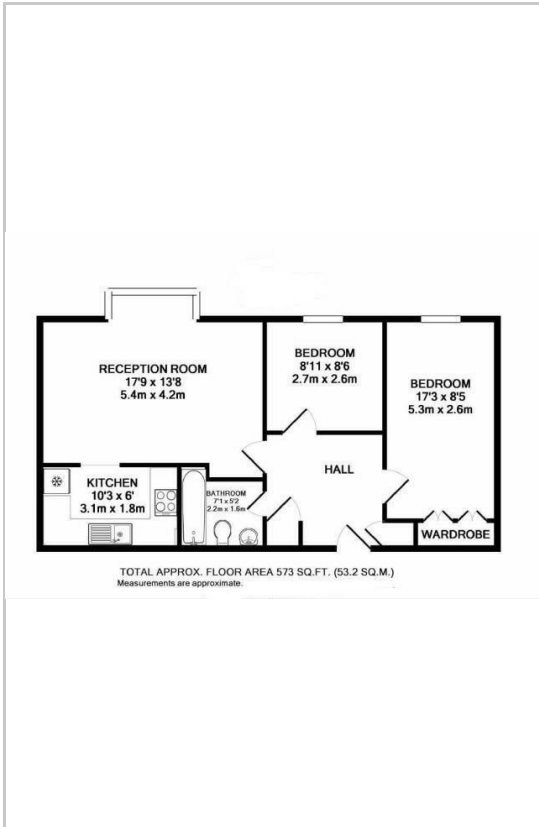 RECEPTION ROOM
17'9 x 13'8
5.4m x 4.2m
BEDROOM
8'11 x 8'6
2.7m x 2.6m
BEDROOM
17'3 x 8'5
5.3m x 2.6m
HALL
KITCHEN
10'3 x 6'
3.1m x 1.8m
BATHROOM
7'1 x 5'2
2.2m x 1.6m
WARDROBE
TOTAL APPROX. FLOOR AREA 573 SQ.FT. (53.2 SQ.M.)
Measurements are approximate.